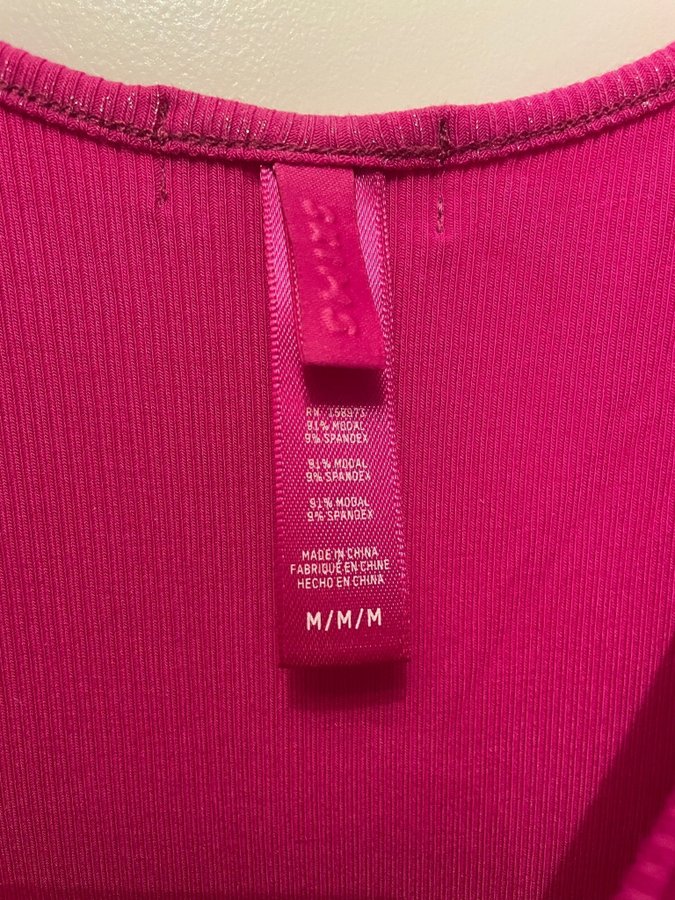 SKIMS
RN 158973
91% MODAL
9% SPANDEX
91% MODAL
9% SPANDEX
91% MODAL
9% SPANDEX
MADE IN CHINA
FABRIQUÉ EN CHINE
HECHO EN CHINA
M/M/M